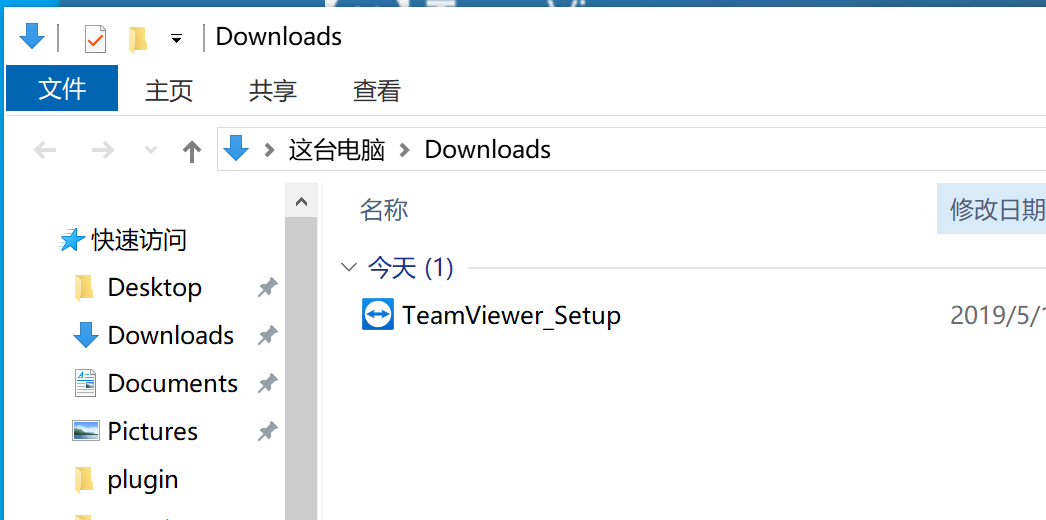 Downloads
文件 主页 共享 查看
这台电脑 Downloads
名称 修改日期
快速访问
今天 (1)
Desktop
TeamViewer_Setup 2019/5/
Downloads
Documents
Pictures
plugin